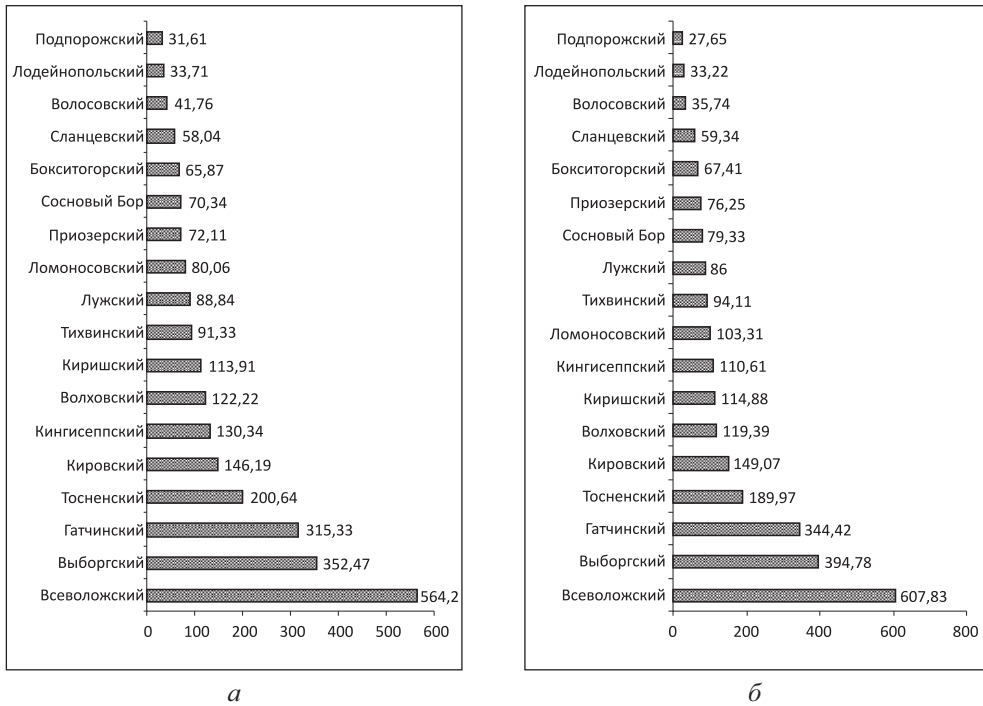 Подпорожский 31,61
Лодейнопольский 33,71
Волосовский 41,76
Сланцевский 58,04
Бокситогорский 65,87
Сосновый Бор 70,34
Приозерский 72,11
Ломоносовский 80,06
Лужский 88,84
Тихвинский 91,33
Киришский 113,91
Волховский 122,22
Кингисеппский 130,34
Кировский 146,19
Тосненский 200,64
Гатчинский 315,33
Выборгский 352,47
Всеволожский 564,2
0 100 200 300 400 500 600
а
Подпорожский 27,65
Лодейнопольский 33,22
Волосовский 35,74
Сланцевский 59,34
Бокситогорский 67,41
Приозерский 76,25
Сосновый Бор 79,33
Лужский 86
Тихвинский 94,11
Ломоносовский 103,31
Кингисеппский 110,61
Киришский 114,88
Волховский 119,39
Кировский 149,07
Тосненский 189,97
Гатчинский 344,42
Выборгский 394,78
Всеволожский 607,83
0 200 400 600 800
б